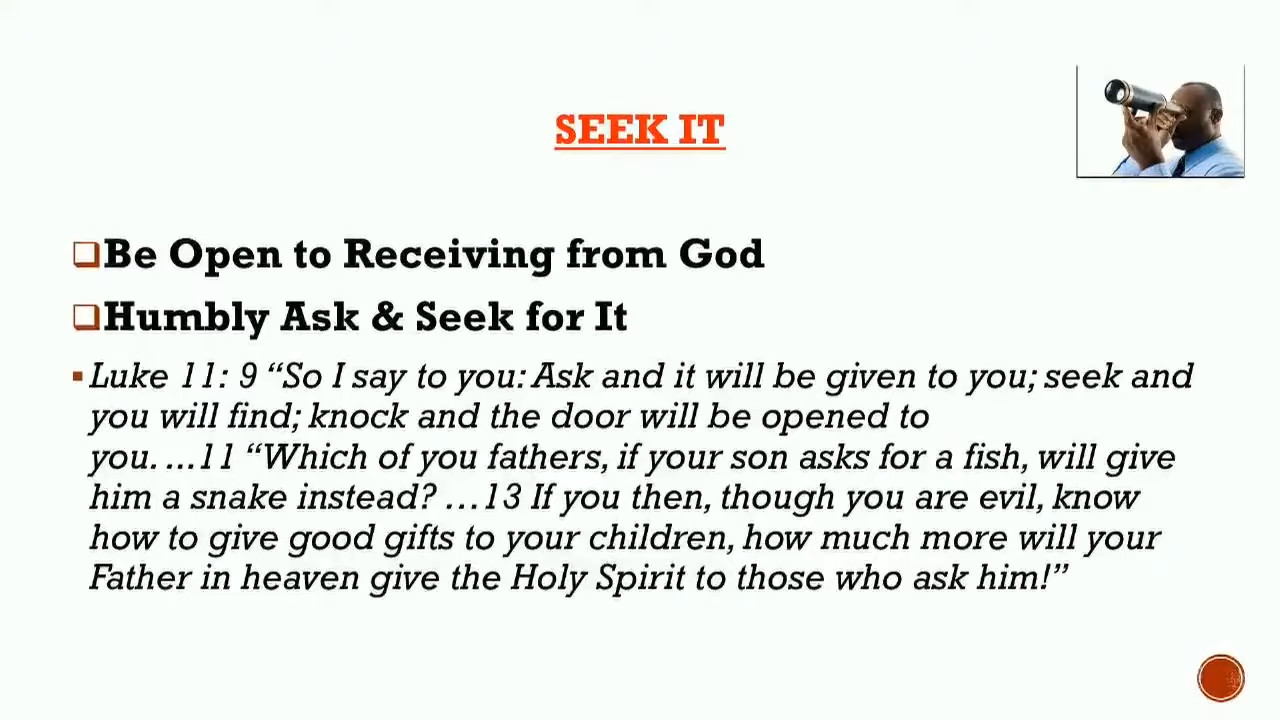 SEEK IT
Be Open to Receiving from God
Humbly Ask & Seek for It
Luke 11: 9 “So I say to you: Ask and it will be given to you; seek and
you will find; knock and the door will be opened to
you. ...11 “Which of you fathers, if your son asks for a fish, will give
him a snake instead? …13 If you then, though you are evil, know
how to give good gifts to your children, how much more will your
Father in heaven give the Holy Spirit to those who ask him!”